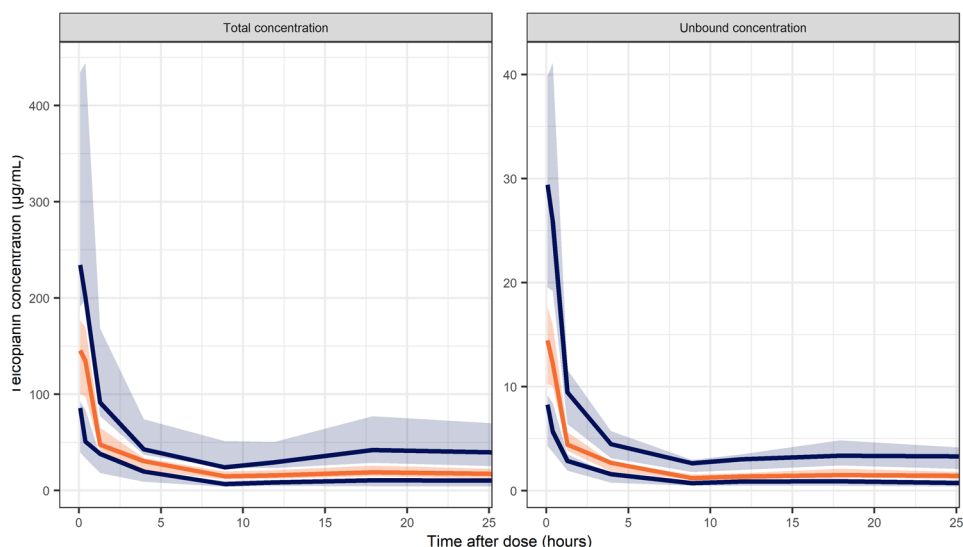 Total concentration
Unbound concentration
Teicoplanin concentration (µg/mL)
400
300
200
100
0
40
30
20
10
0
0 5 10 15 20 25
0 5 10 15 20 25
Time after dose (hours)